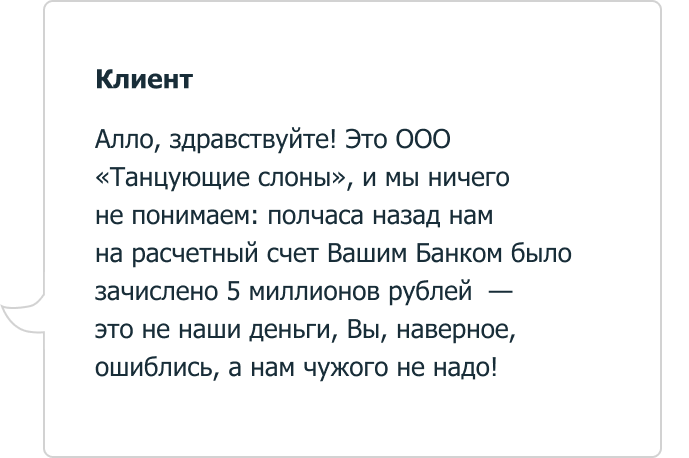 Клиент
Алло, здравствуйте! Это ООО
«Танцующие слоны», и мы ничего
не понимаем: полчаса назад нам
на расчетный счет Вашим Банком было
зачислено 5 миллионов рублей  —
это не наши деньги, Вы, наверное,
ошиблись, а нам чужого не надо!